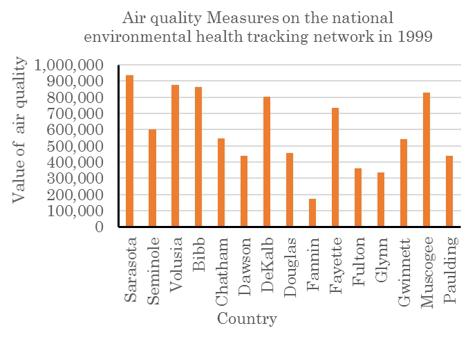 Air quality Measures on the national
environmental health tracking network in 1999
Value of air quality
1,000,000
900,000
800,000
700,000
600,000
500,000
400,000
300,000
200,000
100,000
0
Sarasota
Seminole
Volusia
Bibb
Chatham
Dawson
DeKalb
Douglas
Fannin
Fayette
Fulton
Glynn
Gwinnett
Muscogee
Paulding
Country